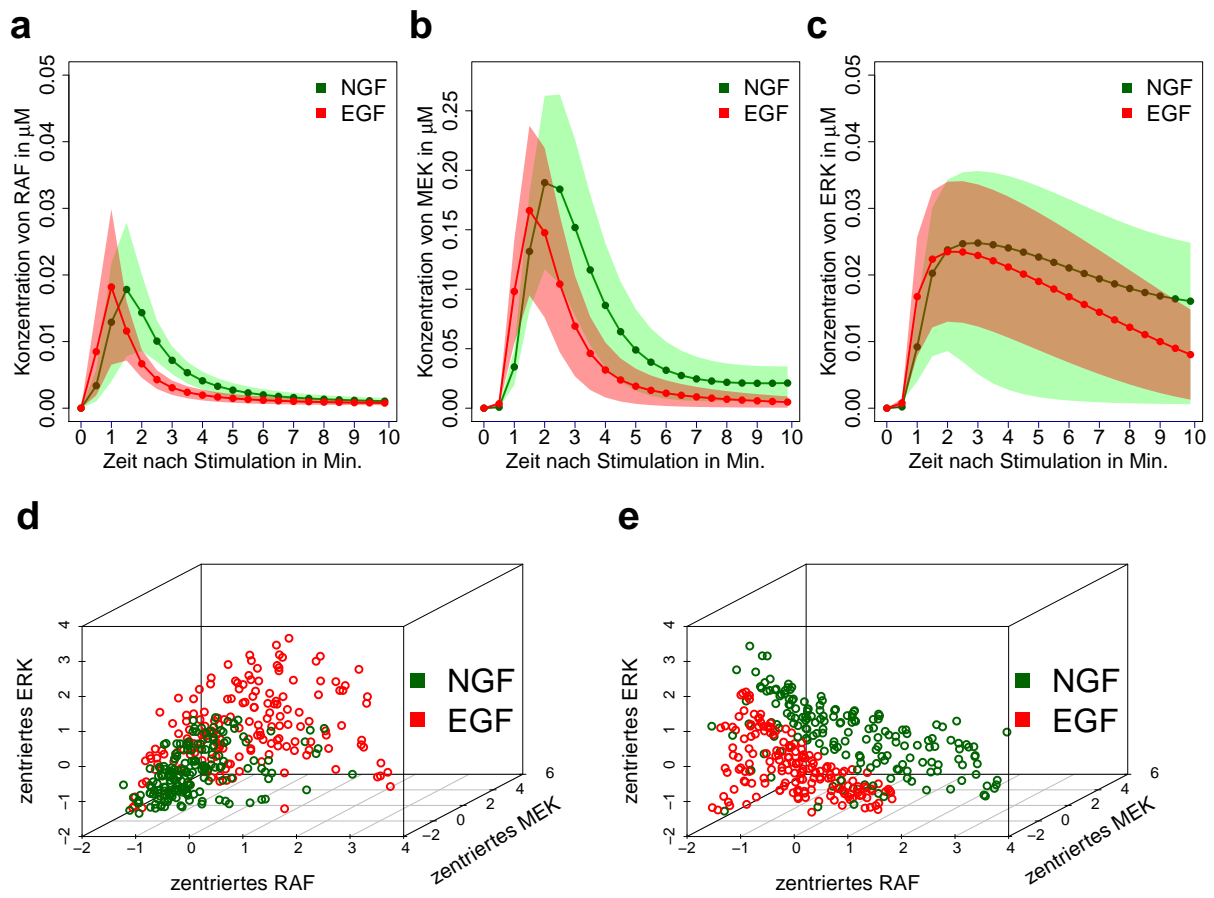 a
NGF
EGF
Konzentration von RAF in μM
0.05
0.04
0.03
0.02
0.01
0.00
0 1 2 3 4 5 6 7 8 9 10
Zeit nach Stimulation in Min.
b
NGF
EGF
Konzentration von MEK in μM
0.25
0.15
0.10
0.05
0.00
0 1 2 3 4 5 6 7 8 9 10
Zeit nach Stimulation in Min.
c
NGF
EGF
Konzentration von ERK in μM
0.05
0.04
0.03
0.02
0.01
0.00
0 1 2 3 4 5 6 7 8 9 10
Zeit nach Stimulation in Min.
d
NGF
EGF
zentriertes ERK
4
3
2
1
0
−1
−2
−2 −1 0 1 2 3 4
zentriertes RAF
−2 0 2 4 6
zentriertes MEK
e
NGF
EGF
zentriertes ERK
4
3
2
1
0
−1
−2
−2 −1 0 1 2 3 4
zentriertes RAF
−2 0 2 4 6
zentriertes MEK